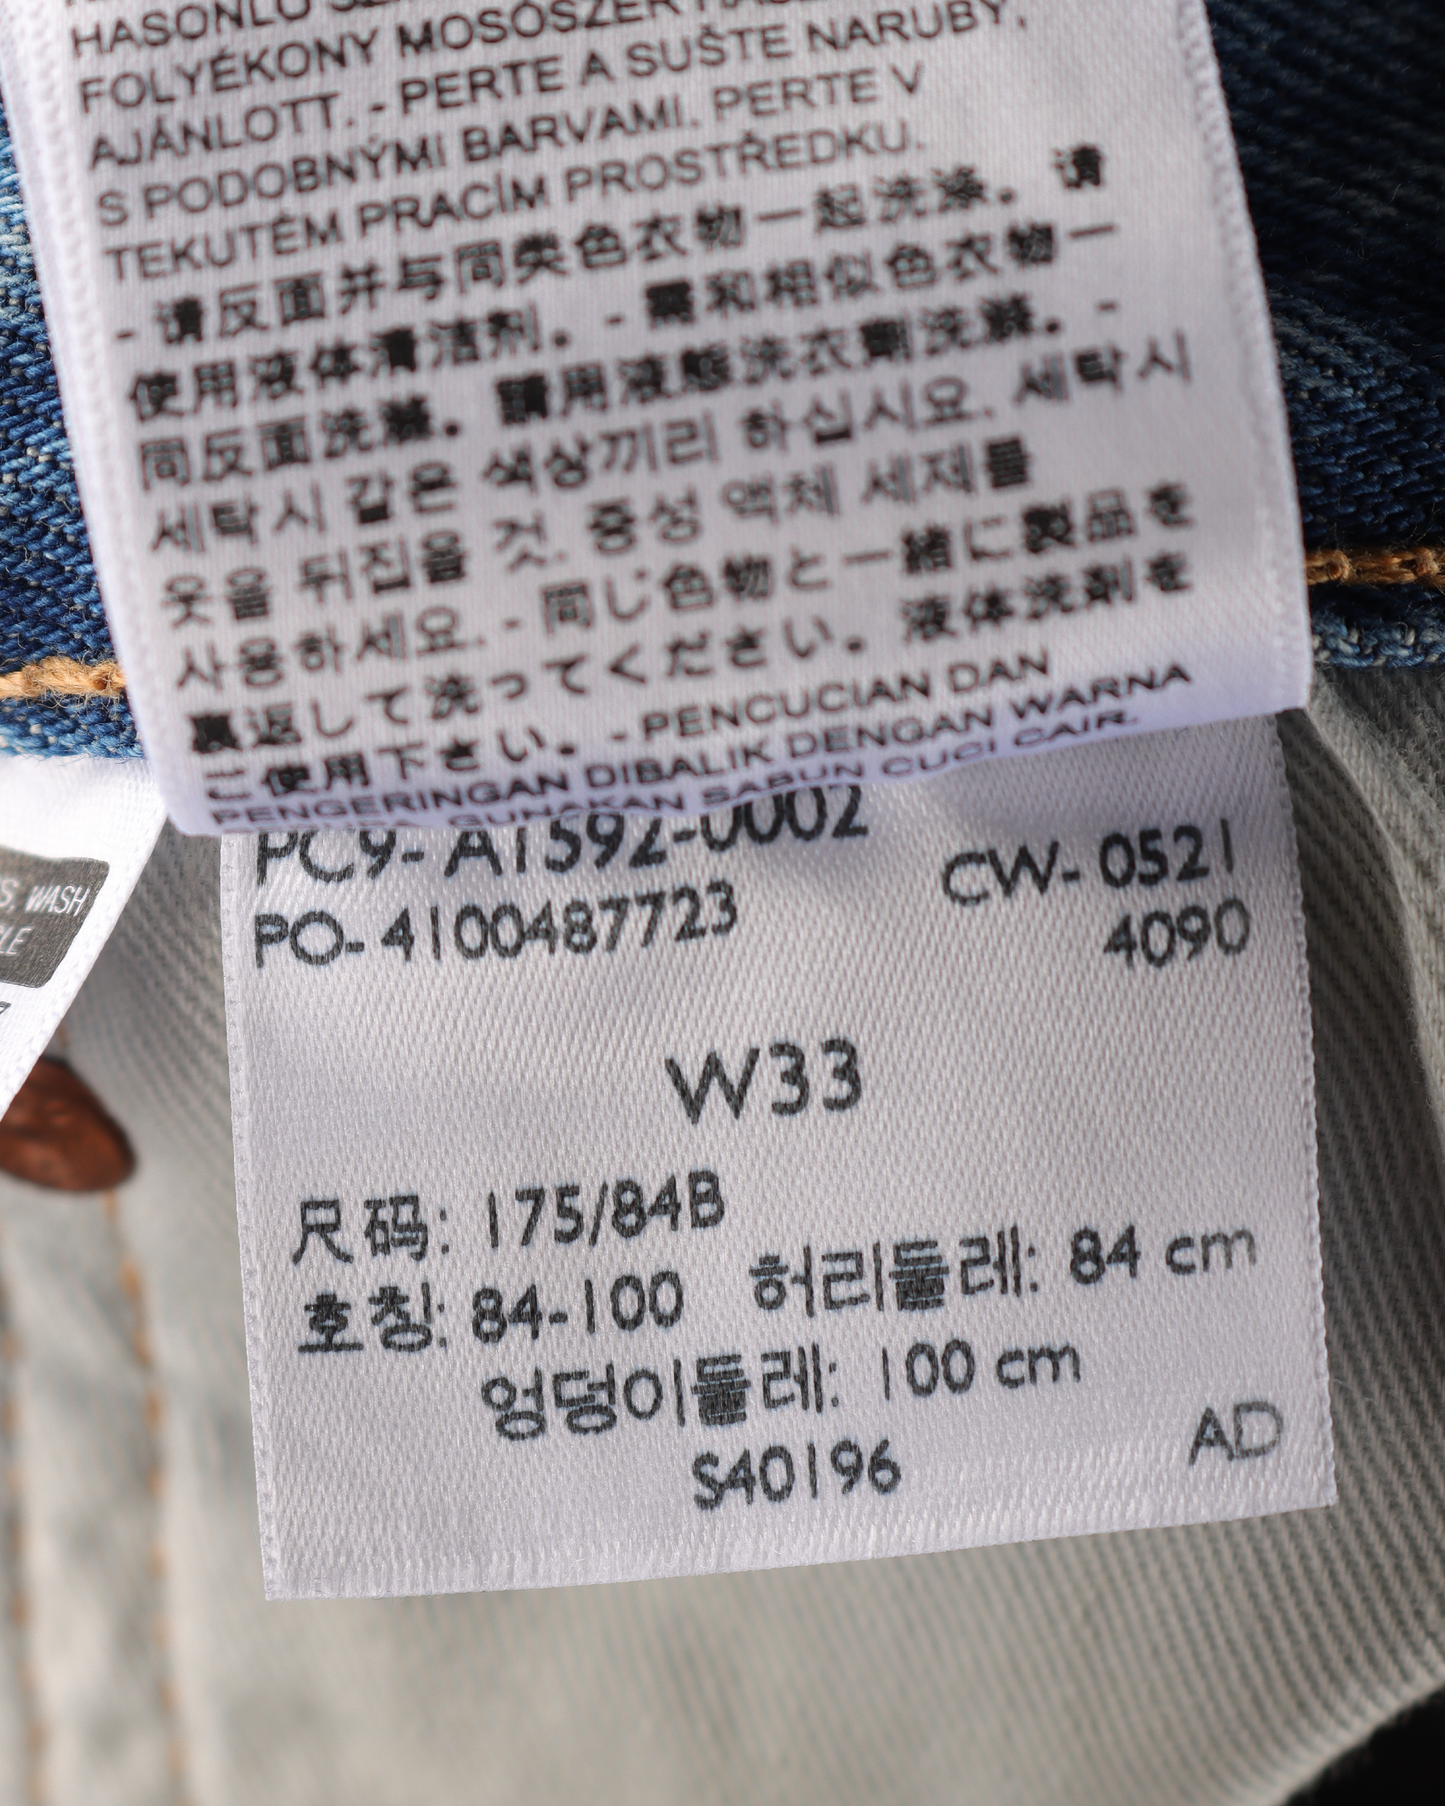 HASONLÓ
FOLYÉKONY MOSÓSZER
AJÁNLOTT. - PERTE A SUŠTE NARUBY,
S PODOBNÝMI BARVAMI. PERTE V
TEKUTÉM PRACÍM PROSTŘEDKU.
- 请反面并与同类色衣物一起洗涤。 请
使用液体清洁剂。 - 需和相似色衣物一
同反面洗滌。 請用液態洗衣劑洗滌。 -
세탁시 같은 색상끼리 하십시요. 세탁시
옷을 뒤집을 것. 중성 액체 세제를
사용하세요. - 同じ色物と一緒に製品を
裏返して洗ってください。 液体洗剤を
ご使用下さい。 - PENCUCIAN DAN
PENGERINGAN DIBALIK DENGAN WARNA
GUNAKAN SABUN CUCI CAIR.
S. WASH
PC9- A1592-0002
CW- 0521
PO- 4100487723
4090
W33
尺码: 175/84B
호칭: 84-100 허리둘레: 84 cm
엉덩이둘레: 100 cm
S40196
AD